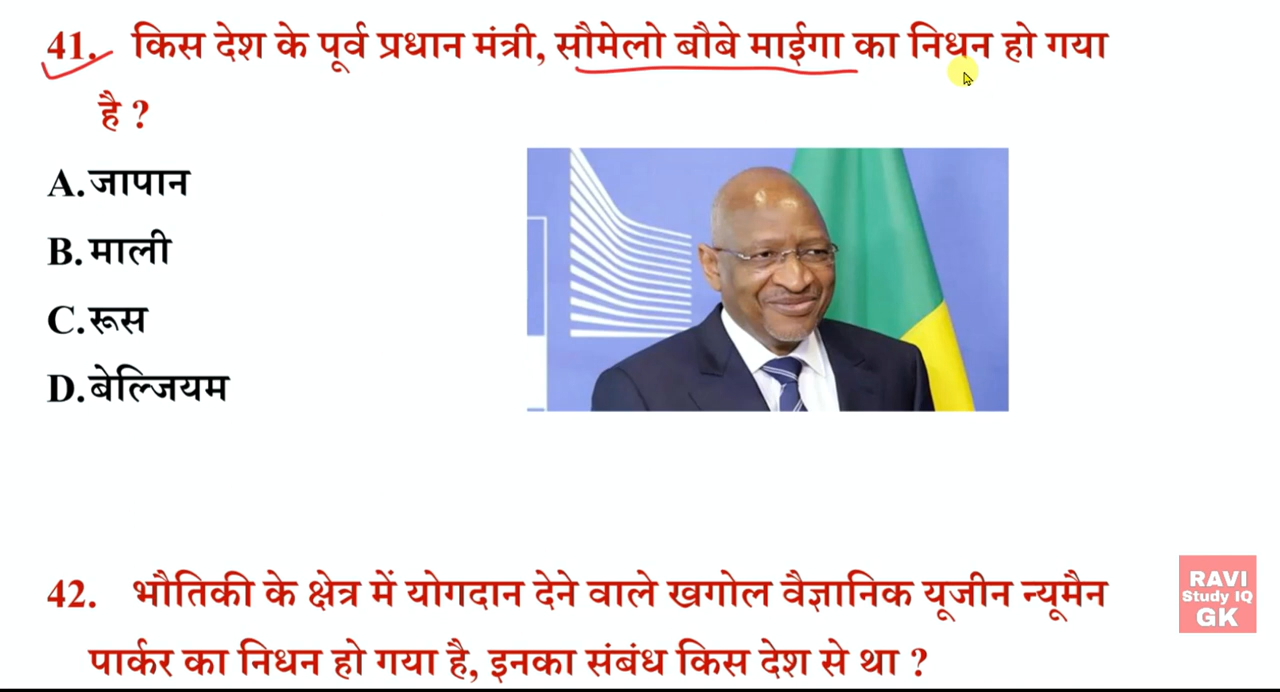 41. किस देश के पूर्व प्रधान मंत्री, सौमेलो बौबे माईगा का निधन हो गया
है ?
A.जापान
B.माली
C.रूस
D.बेल्जियम
42. भौतिकी के क्षेत्र में योगदान देने वाले खगोल वैज्ञानिक यूजीन न्यूमैन
पार्कर का निधन हो गया है, इनका संबंध किस देश से था ?
RAVI
Study IQ
GK